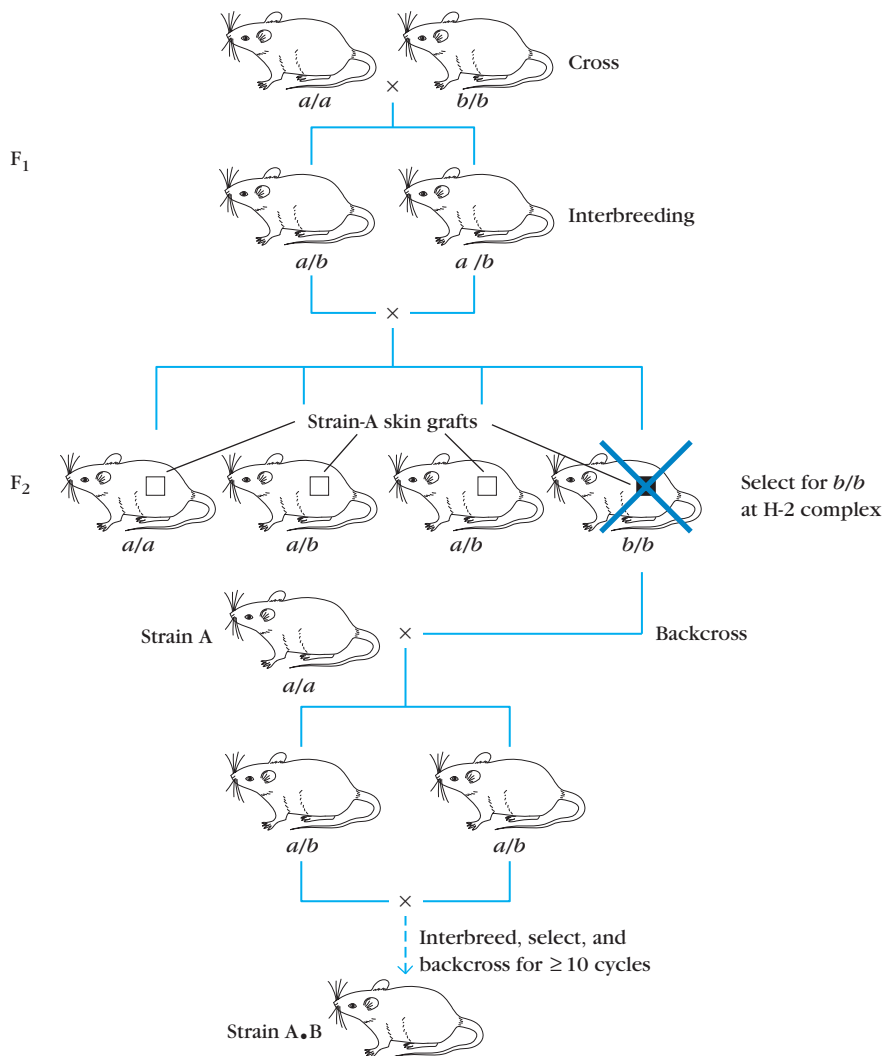 Cross
a/a
×
b/b
F₁
Interbreeding
a/b
a /b
×
Strain-A skin grafts
F₂
Select for b/b
at H-2 complex
a/a
a/b
a/b
b/b
Strain A
×
Backcross
a/a
a/b
a/b
×
Interbreed, select, and
backcross for ≥ 10 cycles
Strain A•B